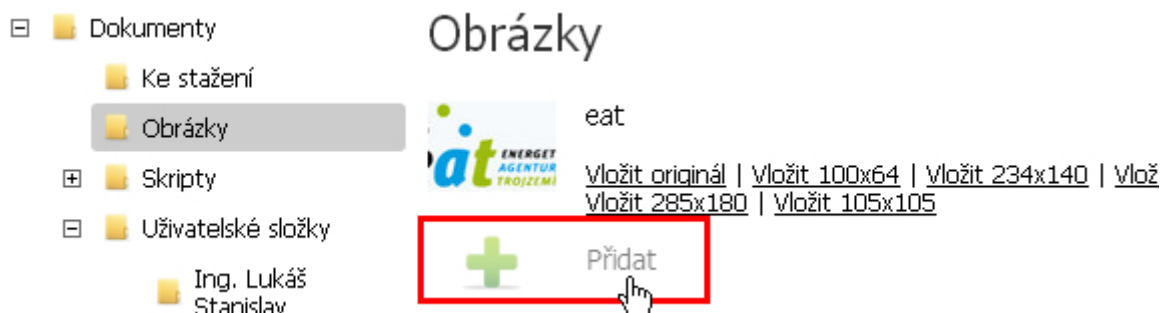 Dokumenty
Ke stažení
Obrázky
Skripty
Uživatelské složky
Ing. Lukáš
Stanislav
Obrázky
eat
at ENERGET
AGENTUR
TROJZEMÍ
Vložit originál | Vložit 100x64 | Vložit 234x140 | Vlož
Vložit 285x180 | Vložit 105x105
Přidat